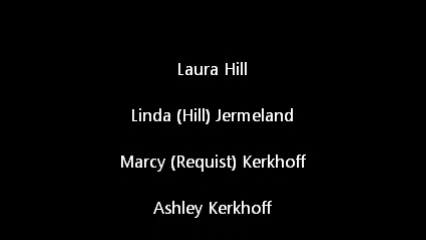 Laura Hill
Linda (Hill) Jermeland
Marcy (Requist) Kerkhoff
Ashley Kerkhoff